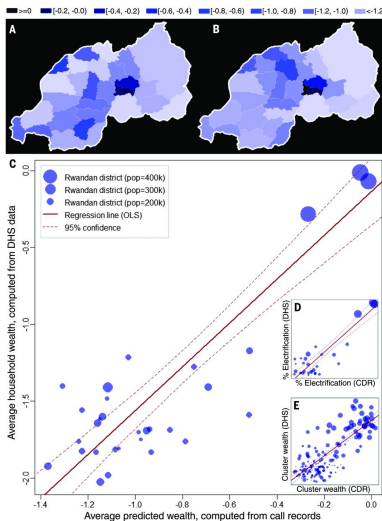 >=0 [-0.2, -0.0) [-0.4, -0.2) [-0.6, -0.4) [-0.8, -0.6) [-1.0, -0.8) [-1.2, -1.0) <-1.2
A B
C
Rwandan district (pop=400k)
Rwandan district (pop=300k)
Rwandan district (pop=200k)
Regression line (OLS)
95% confidence
Average household wealth, computed from DHS data
0.0
-0.5
-1.0
-1.5
-2.0
-1.4 -1.2 -1.0 -0.8 -0.6 -0.4 -0.2 0.0
Average predicted wealth, computed from call records
D
% Electrification (DHS)
% Electrification (CDR)
E
Cluster wealth (DHS)
Cluster wealth (CDR)